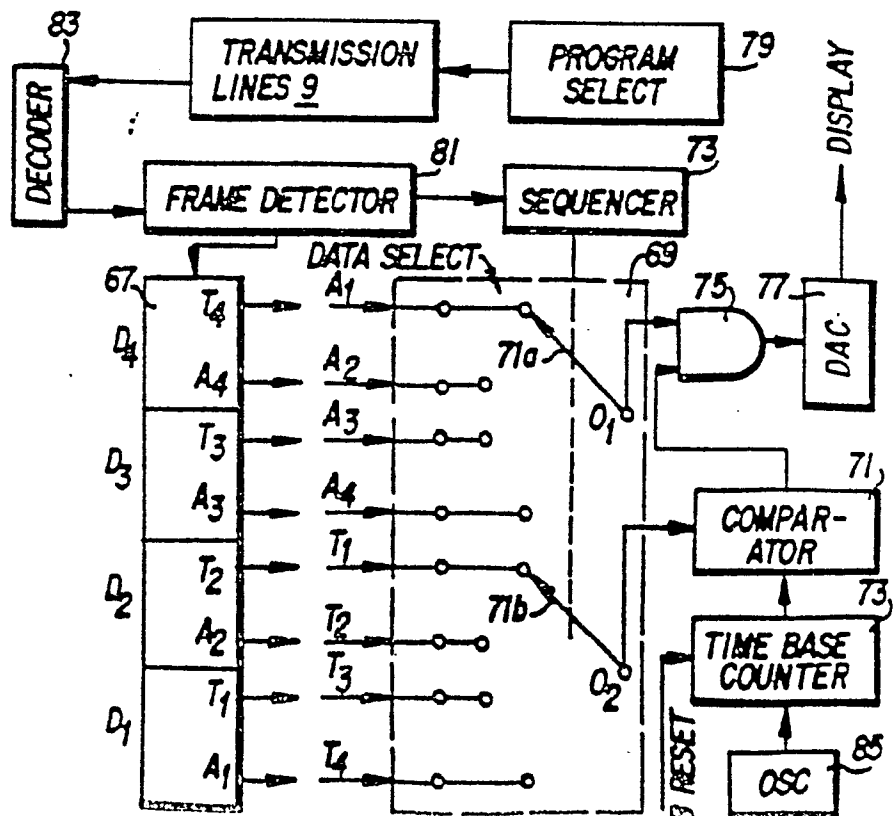 83
TRANSMISSION
LINES 9
PROGRAM
SELECT
79
DECODER
DISPLAY
81
FRAME DETECTOR
73
SEQUENCER
DATA SELECT
69
67
75
77
DAC
D4
T4
A4
D3
T3
A3
D2
T2
A2
D1
T1
A1
A1
A2
A3
A4
T1
T2
T3
T4
71a
O1
71b
O2
71
COMPAR-
ATOR
73
TIME BASE
COUNTER
RESET
OSC
85